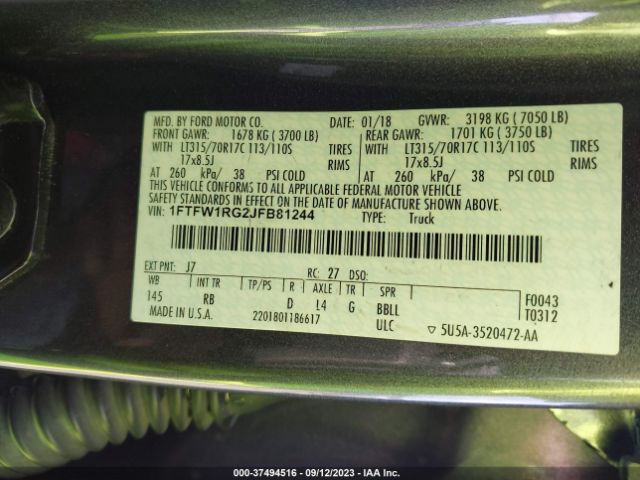 MFD. BY FORD MOTOR CO. DATE: 01/18 GVWR: 3198 KG ( 7050 LB)
FRONT GAWR: 1678 KG ( 3700 LB) REAR GAWR: 1701 KG ( 3750 LB)
WITH LT315/70R17C 113/110S TIRES WITH LT315/70R17C 113/110S TIRES
17x8.5J RIMS 17x8.5J RIMS
AT 260 kPa/ 38 PSI COLD AT 260 kPa/ 38 PSI COLD
THIS VEHICLE CONFORMS TO ALL APPLICABLE FEDERAL MOTOR VEHICLE
SAFETY STANDARDS IN EFFECT ON THE DATE OF MANUFACTURE SHOWN ABOVE.
VIN: 1FTFW1RG2JFB81244 TYPE: Truck
EXT PNT: J7 RC: 27 DSO:
WB INT TR TP/PS R AXLE TR SPR F0043
145 RB D L4 G BBLL T0312
MADE IN U.S.A. 2201801186617 ULC ▽ 5U5A-3520472-AA
000-37494516 - 09/12/2023 - IAA Inc.